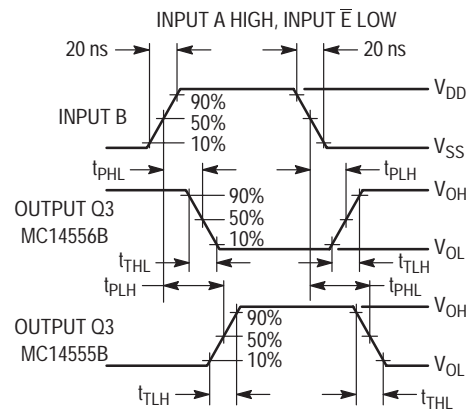 INPUT A HIGH, INPUT E̅ LOW
20 ns 20 ns
V_DD
90%
INPUT B 50%
10%
V_SS
t_PHL t_PLH
V_OH
90%
OUTPUT Q3 50%
MC14556B 10%
V_OL
t_THL t_TLH
t_PLH t_PHL
V_OH
90%
OUTPUT Q3 50%
MC14555B 10%
V_OL
t_TLH t_THL